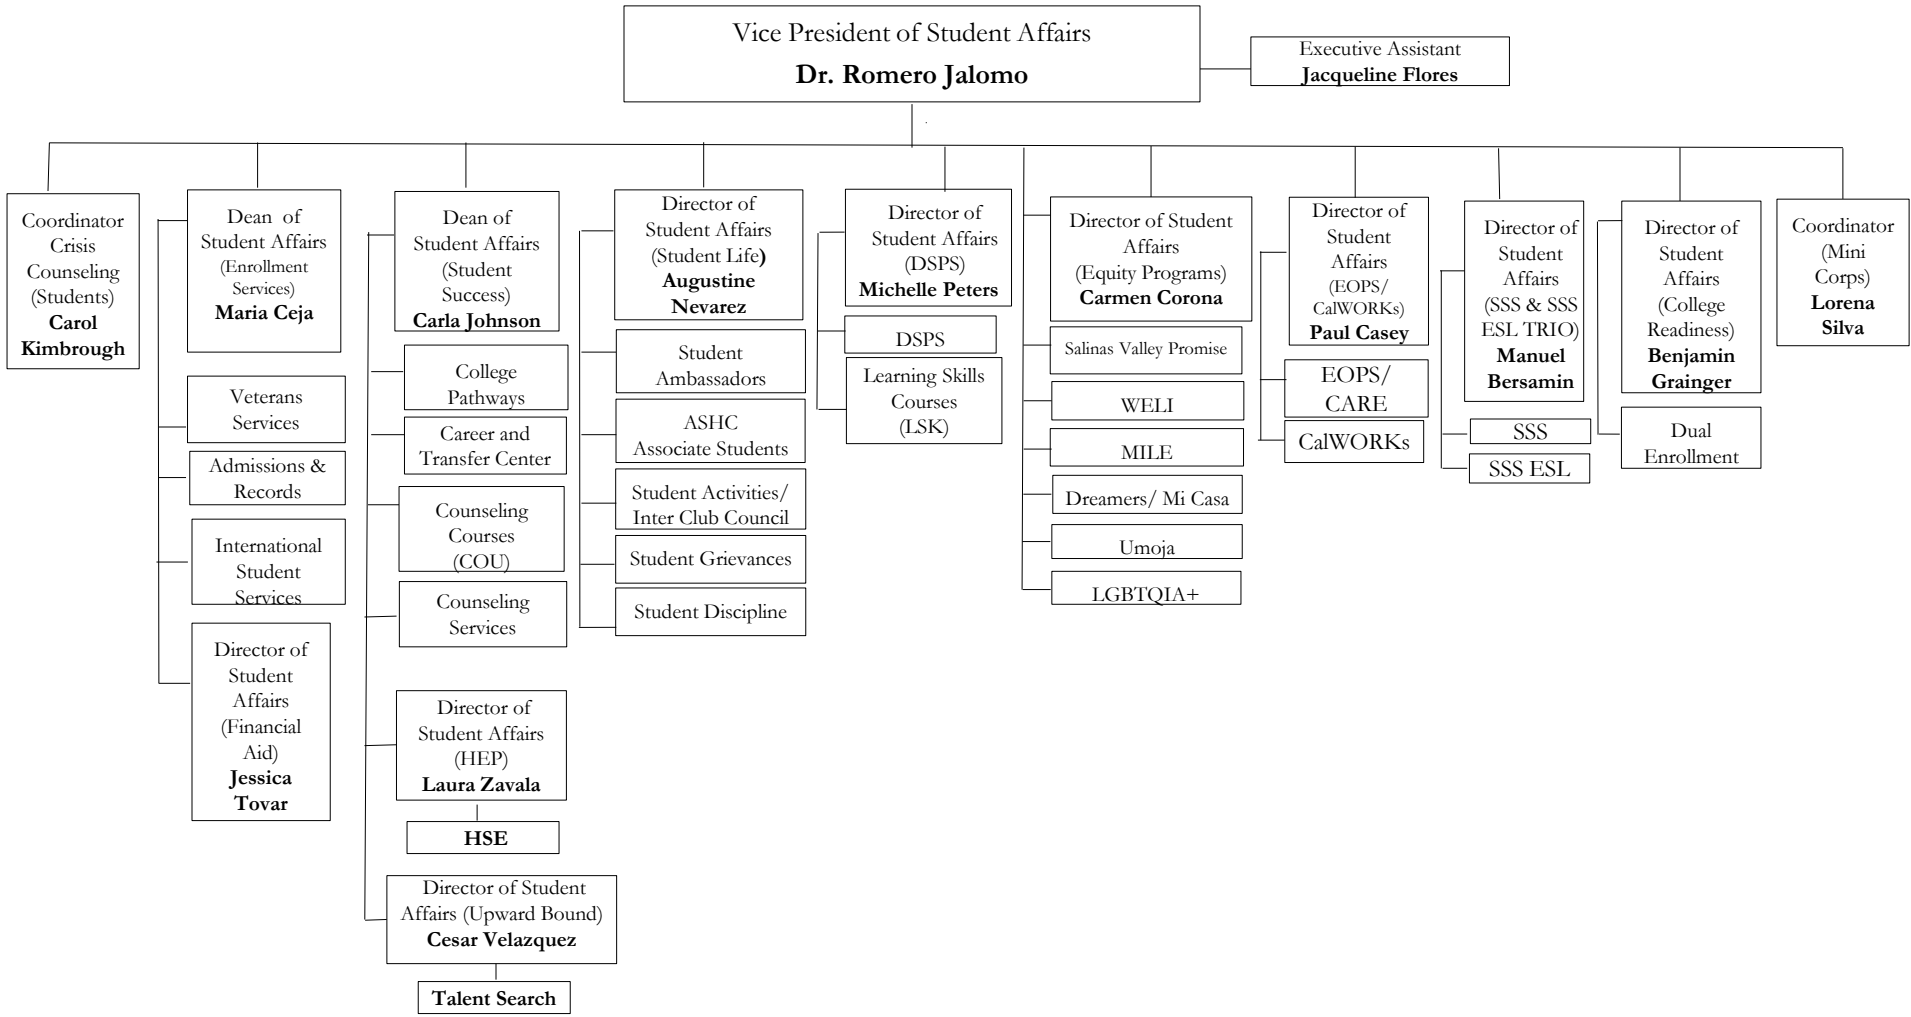 Vice President of Student Affairs
Dr. Romero Jalomo
Executive Assistant
Jacqueline Flores
Coordinator
Crisis
Counseling
(Students)
Carol
Kimbrough
Dean of
Student Affairs
(Enrollment
Services)
Maria Ceja
Veterans
Services
Admissions &
Records
International
Student
Services
Director of
Student
Affairs
(Financial
Aid)
Jessica
Tovar
Dean of
Student Affairs
(Student
Success)
Carla Johnson
College
Pathways
Career and
Transfer Center
Counseling
Courses
(COU)
Counseling
Services
Director of
Student Affairs
(HEP)
Laura Zavala
HSE
Director of Student
Affairs (Upward Bound)
Cesar Velazquez
Talent Search
Director of
Student Affairs
(Student Life)
Augustine
Nevarez
Student
Ambassadors
ASHC
Associate Students
Student Activities/
Inter Club Council
Student Grievances
Student Discipline
Director of
Student Affairs
(DSPS)
Michelle Peters
DSPS
Learning Skills
Courses
(LSK)
Director of Student
Affairs
(Equity Programs)
Carmen Corona
Salinas Valley Promise
WELI
MILE
Dreamers/ Mi Casa
Umoja
LGBTQIA+
Director of
Student
Affairs
(EOPS/
CalWORKs)
Paul Casey
EOPS/
CARE
CalWORKs
Director of
Student
Affairs
(SSS & SSS
ESL TRIO)
Manuel
Bersamin
SSS
SSS ESL
Director of
Student
Affairs
(College
Readiness)
Benjamin
Grainger
Dual
Enrollment
Coordinator
(Mini
Corps)
Lorena
Silva